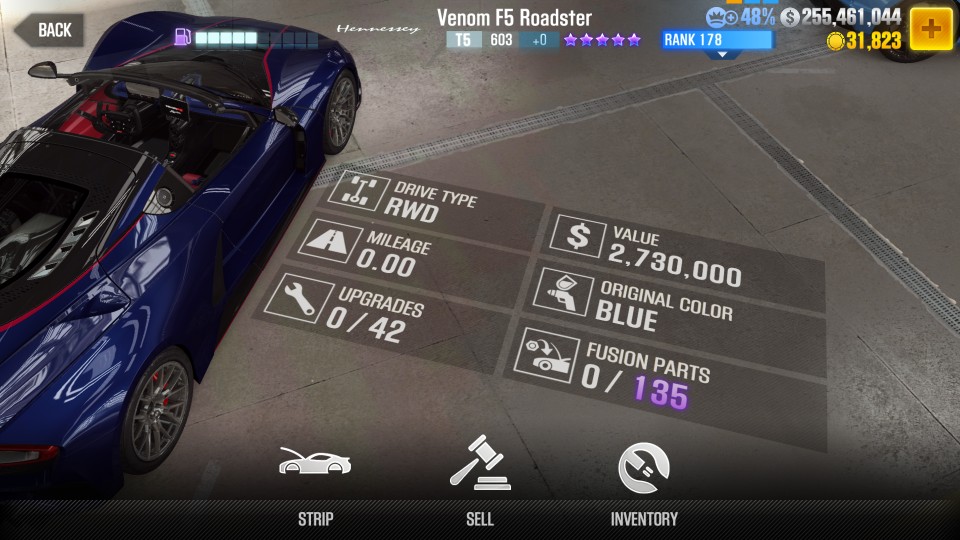 BACK
Hennessey
Venom F5 Roadster
T5 603 +0
RANK 178
48%
$ 255,461,044
31,823
DRIVE TYPE
RWD
MILEAGE
0.00
UPGRADES
0 / 42
$
VALUE
2,730,000
ORIGINAL COLOR
BLUE
FUSION PARTS
0 / 135
STRIP
SELL
INVENTORY